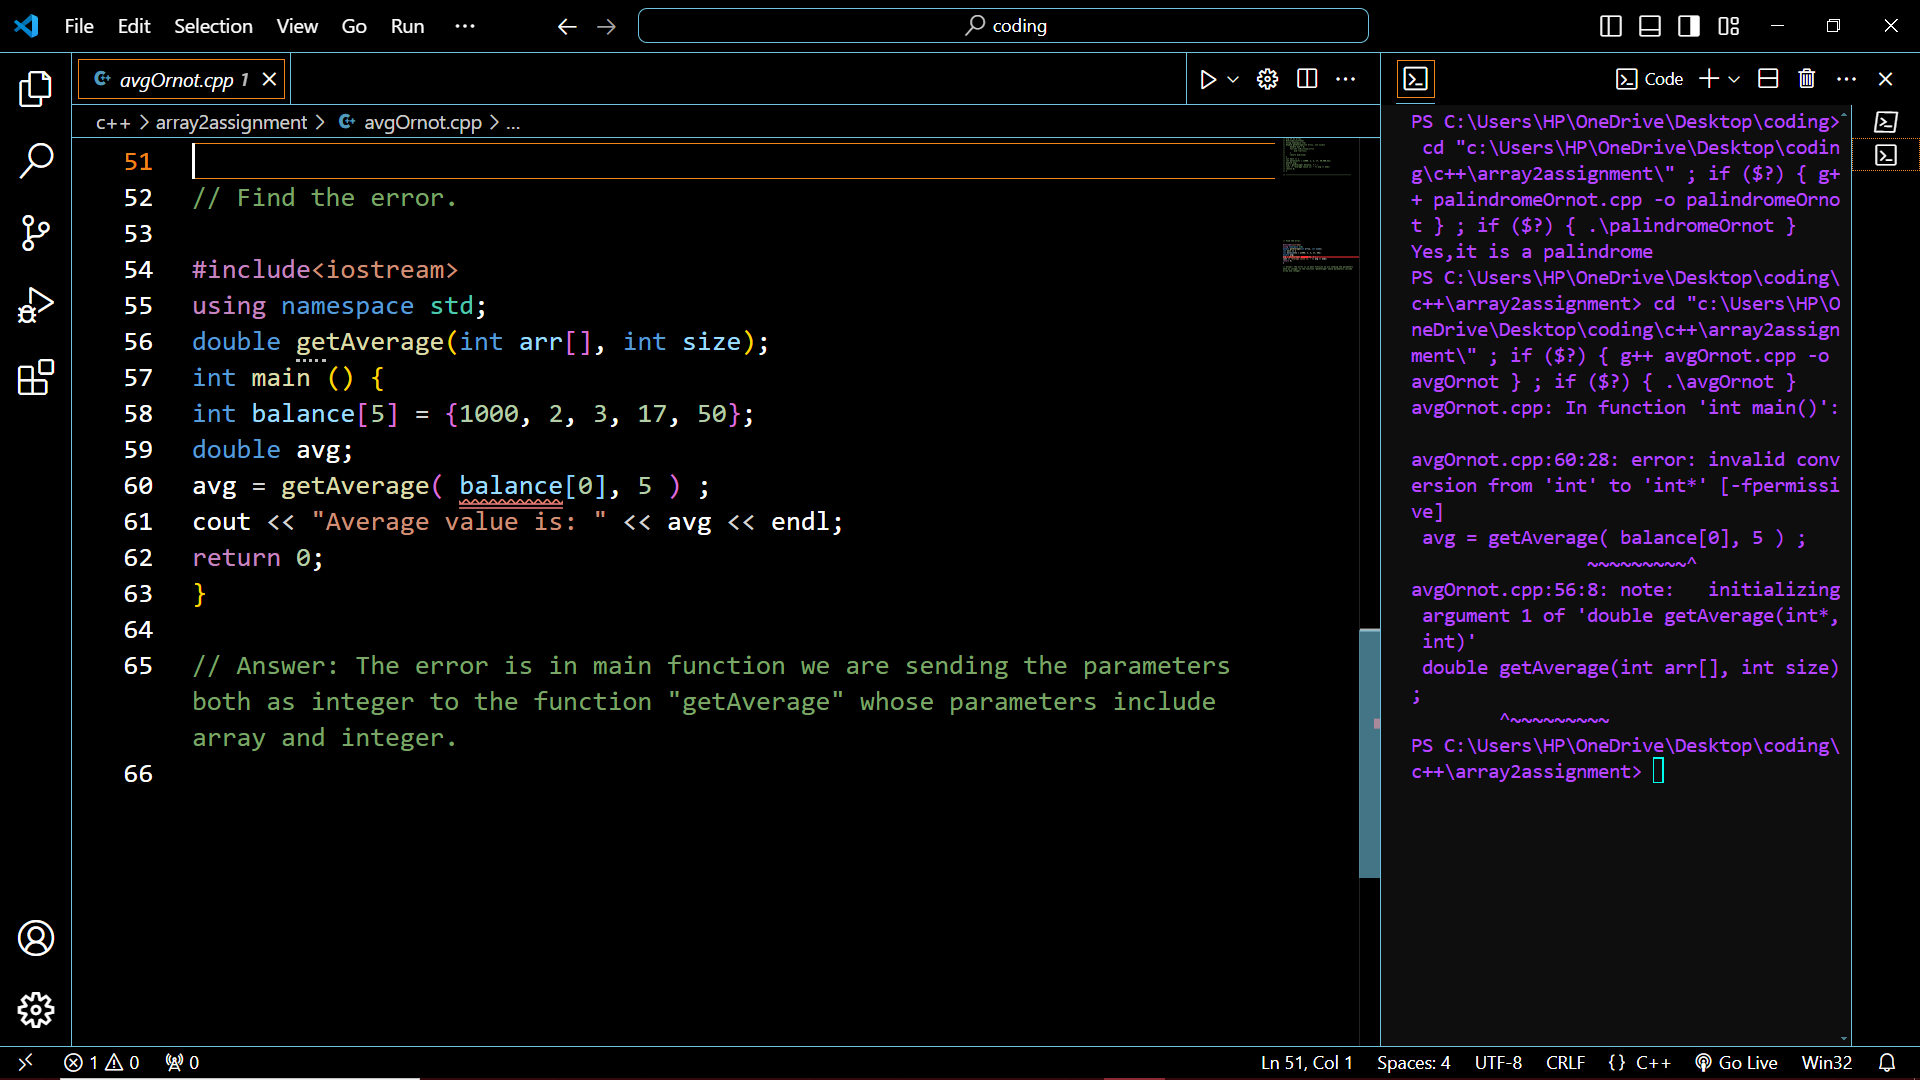 File Edit Selection View Go Run ··· coding
avgOrnot.cpp 1
Code
c++ > array2assignment > avgOrnot.cpp > ...
51
52 // Find the error.
53
54 #include<iostream>
55 using namespace std;
56 double getAverage(int arr[], int size);
57 int main () {
58 int balance[5] = {1000, 2, 3, 17, 50};
59 double avg;
60 avg = getAverage( balance[0], 5 ) ;
61 cout << "Average value is: " << avg << endl;
62 return 0;
63 }
64
65 // Answer: The error is in main function we are sending the parameters
both as integer to the function "getAverage" whose parameters include
array and integer.
66
PS C:\Users\HP\OneDrive\Desktop\coding>
cd "c:\Users\HP\OneDrive\Desktop\codin
g\c++\array2assignment\" ; if ($?) { g+
+ palindromeOrnot.cpp -o palindromeOrno
t } ; if ($?) { .\palindromeOrnot }
Yes,it is a palindrome
PS C:\Users\HP\OneDrive\Desktop\coding\
c++\array2assignment> cd "c:\Users\HP\O
neDrive\Desktop\coding\c++\array2assign
ment\" ; if ($?) { g++ avgOrnot.cpp -o
avgOrnot } ; if ($?) { .\avgOrnot }
avgOrnot.cpp: In function 'int main()':
avgOrnot.cpp:60:28: error: invalid conv
ersion from 'int' to 'int*' [-fpermissi
ve]
avg = getAverage( balance[0], 5 ) ;
~~~~~~~~~^
avgOrnot.cpp:56:8: note:   initializing
argument 1 of 'double getAverage(int*,
int)'
double getAverage(int arr[], int size)
;
^~~~~~~~~~
PS C:\Users\HP\OneDrive\Desktop\coding\
c++\array2assignment>
1 0 0 Ln 51, Col 1 Spaces: 4 UTF-8 CRLF {} C++ Go Live Win32